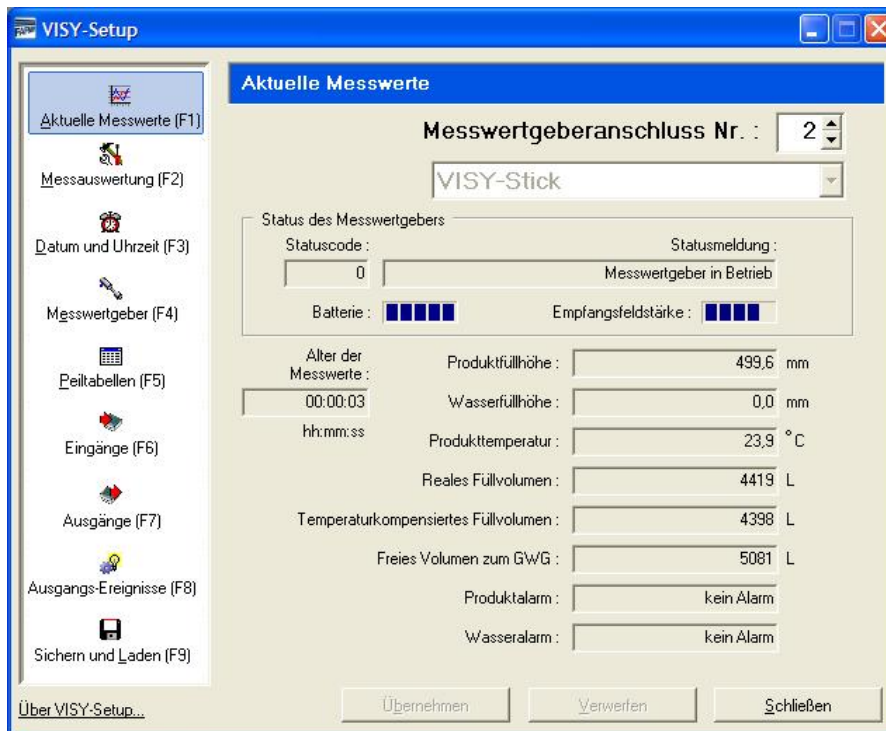 VISY-Setup
Aktuelle Messwerte (F1)
Messauswertung (F2)
Datum und Uhrzeit (F3)
Messwertgeber (F4)
Peiltabellen (F5)
Eingänge (F6)
Ausgänge (F7)
Ausgangs-Ereignisse (F8)
Sichern und Laden (F9)
Über VISY-Setup...
Aktuelle Messwerte
Messwertgeberanschluss Nr. : 2
VISY-Stick
Status des Messwertgebers
Statuscode : Statusmeldung :
0 Messwertgeber in Betrieb
Batterie : Empfangsfeldstärke :
Alter der
Messwerte :
00:00:03
hh:mm:ss
Produktfüllhöhe : 499,6 mm
Wasserfüllhöhe : 0,0 mm
Produkttemperatur : 23,9 °C
Reales Füllvolumen : 4419 L
Temperaturkompensiertes Füllvolumen : 4398 L
Freies Volumen zum GWG : 5081 L
Produktalarm : kein Alarm
Wasseralarm : kein Alarm
Übernehmen Verwerfen Schließen